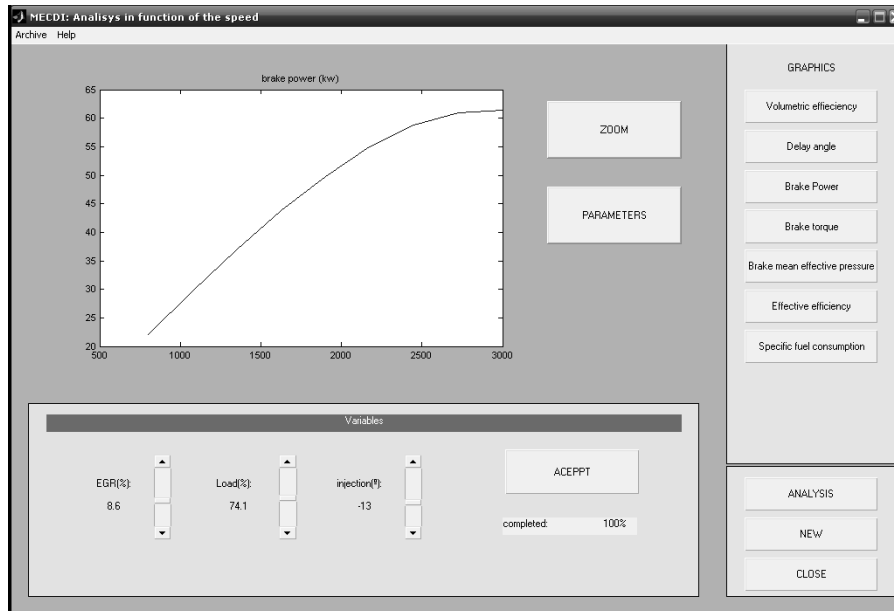 MECDI: Analisys in function of the speed
Archive Help
brake power (kw)
65
60
55
50
45
40
35
30
25
20
500 1000 1500 2000 2500 3000
ZOOM
PARAMETERS
GRAPHICS
Volumetric effieciency
Delay angle
Brake Power
Brake torque
Brake mean effective pressure
Effective efficiency
Specific fuel consumption
Variables
EGR(%):
8.6
Load(%):
74.1
injection(º):
-13
ACEPPT
completed: 100%
ANALYSIS
NEW
CLOSE